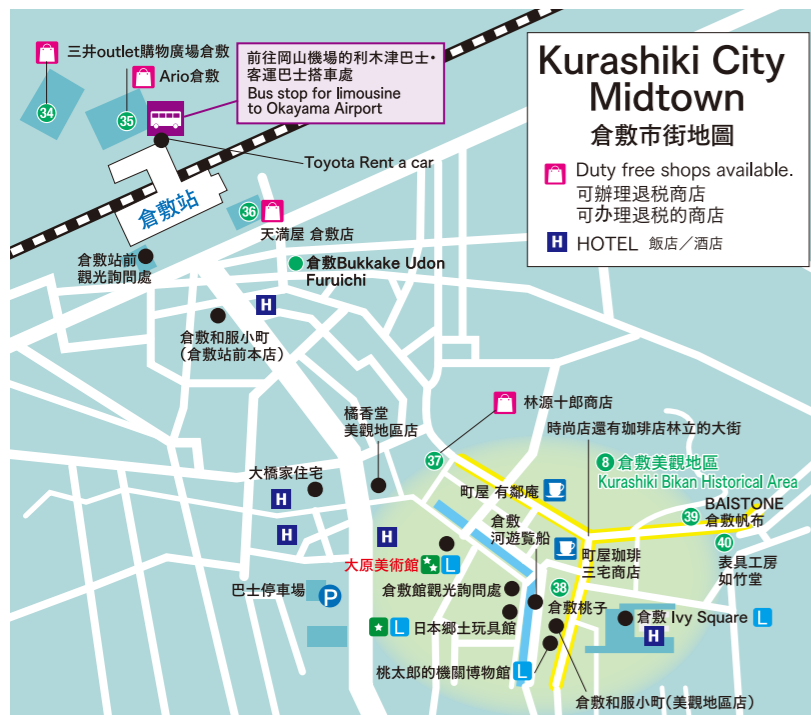 三井outlet購物廣場倉敷
34
Ario倉敷
35
前往岡山機場的利木津巴士・
客運巴士搭車處
Bus stop for limousine
to Okayama Airport
Kurashiki City
Midtown
倉敷市街地圖
Duty free shops available.
可辦理退稅商店
可办理退税的商店
H HOTEL 飯店／酒店
Toyota Rent a car
倉敷站
36
天満屋 倉敷店
倉敷站前
觀光詢問處
倉敷Bukkake Udon
Furuichi
H
倉敷和服小町
（倉敷站前本店）
橘香堂
美觀地區店
林源十郎商店
37
時尚店還有珈琲店林立的大街
8 倉敷美觀地區
Kurashiki Bikan Historical Area
大橋家住宅
H
H
H
町屋 有鄰庵
倉敷
河遊覧船
39
BAISTONE
倉敷帆布
40
表具工房
如竹堂
大原美術館
L
町屋珈琲
三宅商店
巴士停車場
P
倉敷館觀光詢問處
38
倉敷桃子
L 日本鄉土玩具館
倉敷 Ivy Square L
H
桃太郎的機關博物館 L
倉敷和服小町（美觀地區店）